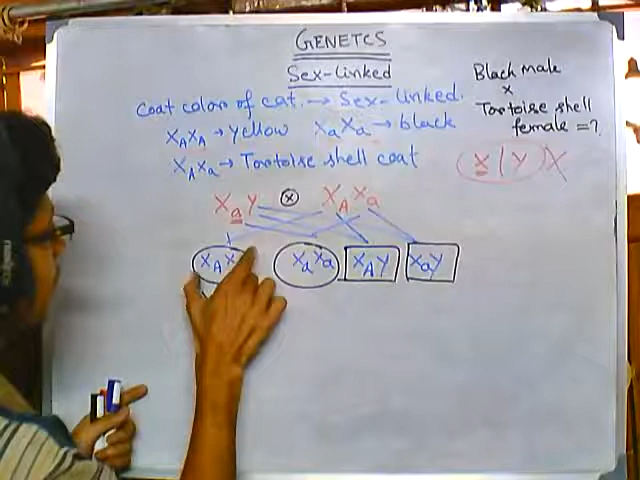 GENETCS
Sex-linked
Coat color of cat. → Sex-linked.
XAXA → Yellow XaXa → black
XAXa → Tortoise shell coat
Black male
×
Tortoise shell
female = ?
X | Y X
XaY ⊗ XAXa
XAX XaXa XAY XaY